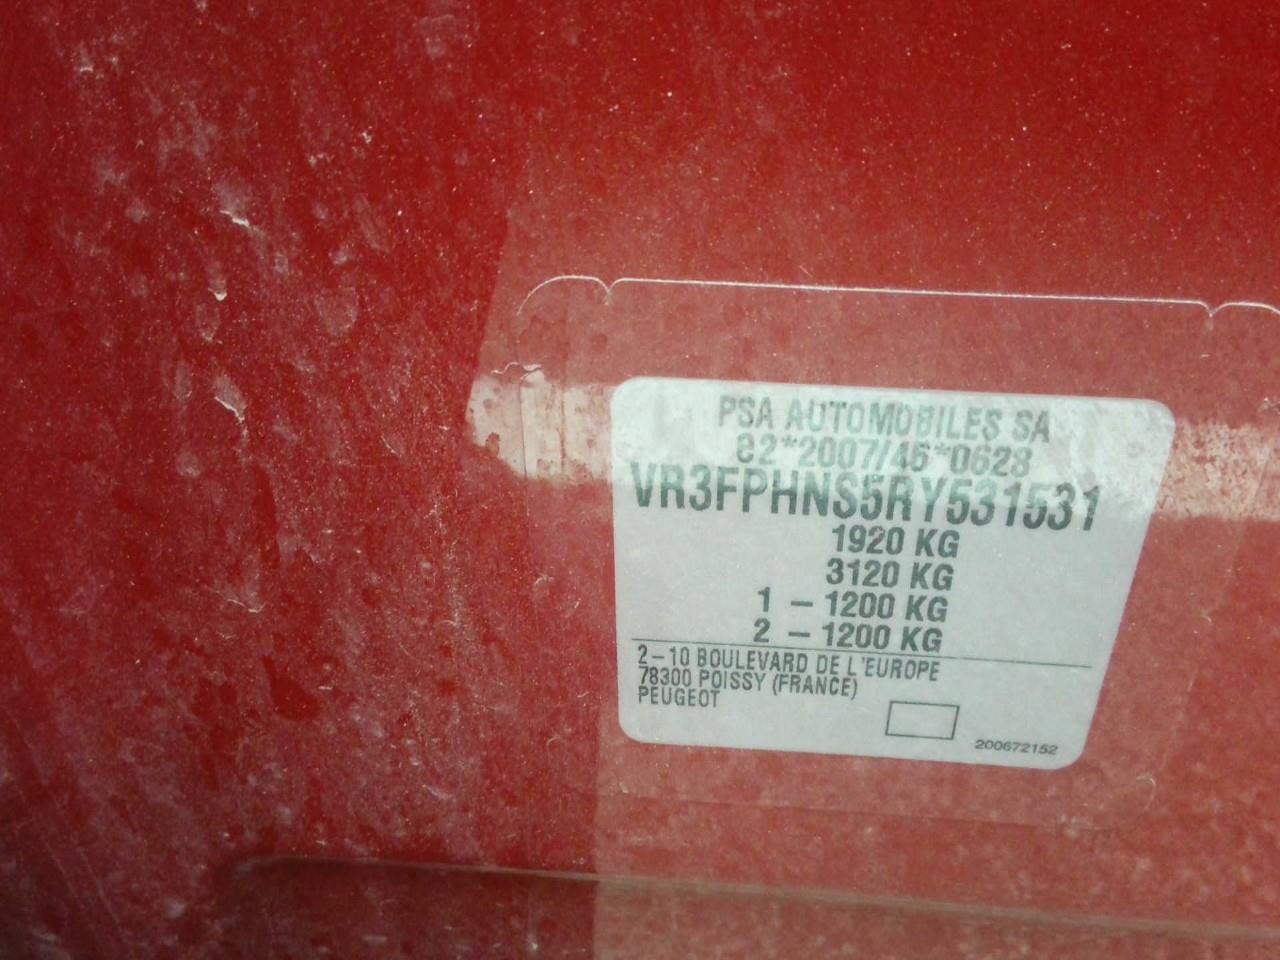 PSA AUTOMOBILES SA
e2*2007/46*0628
VR3FPHNS5RY531531
1920 KG
3120 KG
1 – 1200 KG
2 – 1200 KG
2–10 BOULEVARD DE L'EUROPE
78300 POISSY (FRANCE)
PEUGEOT
200672152